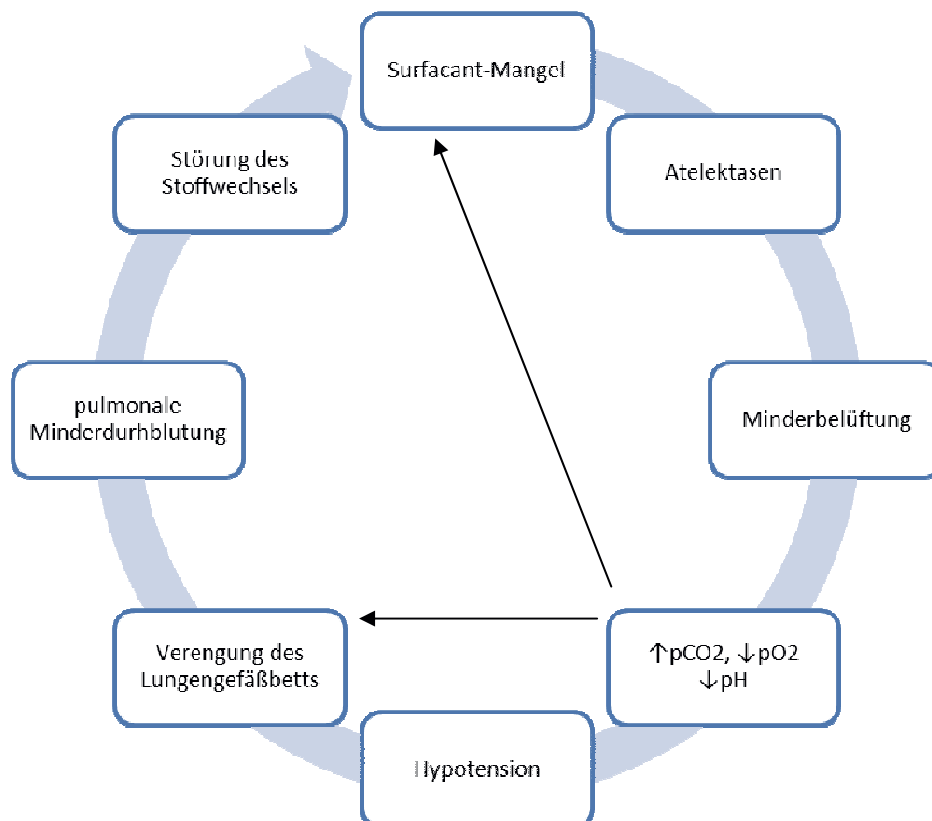 Surfacant-Mangel
Atelektasen
Minderbelüftung
↑pCO2, ↓pO2
↓pH
Hypotension
Verengung des
Lungengefäßbetts
pulmonale
Minderdurhblutung
Störung des
Stoffwechsels